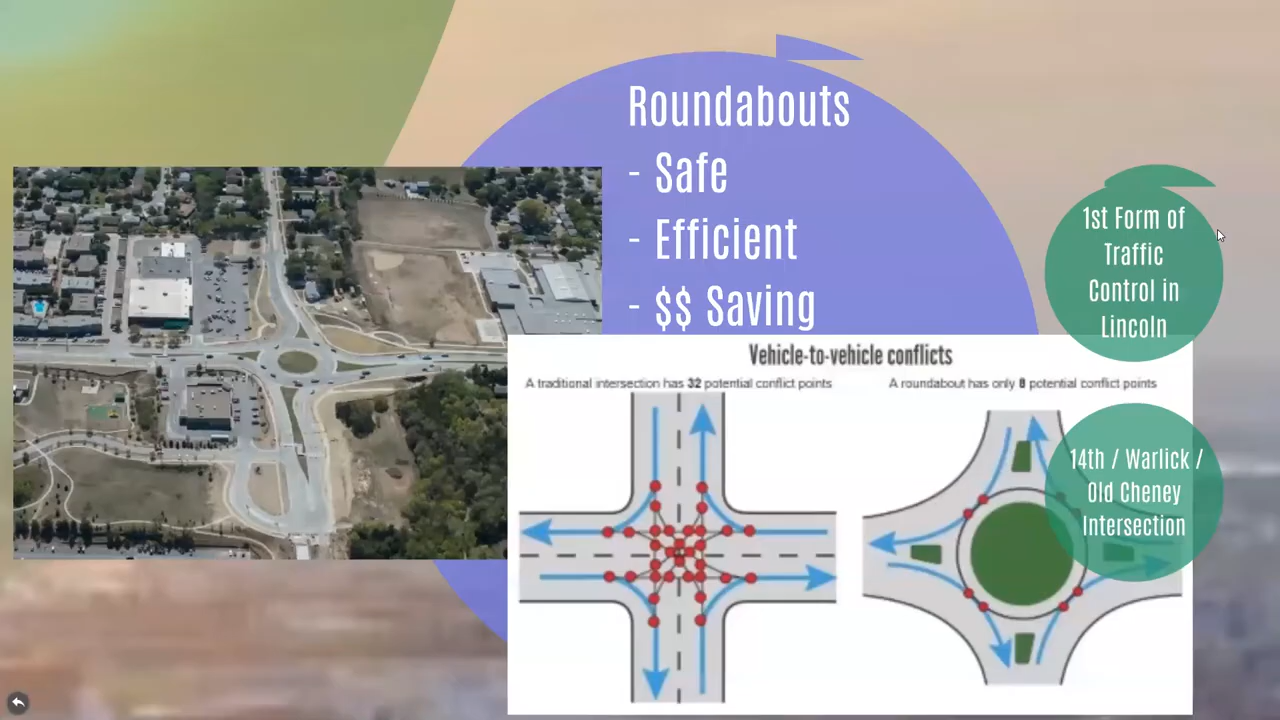 Roundabouts
- Safe
- Efficient
- $$ Saving
1st Form of
Traffic
Control in
Lincoln
Vehicle-to-vehicle conflicts
A traditional intersection has 32 potential conflict points
A roundabout has only 8 potential conflict points
14th / Warlick /
Old Cheney
Intersection